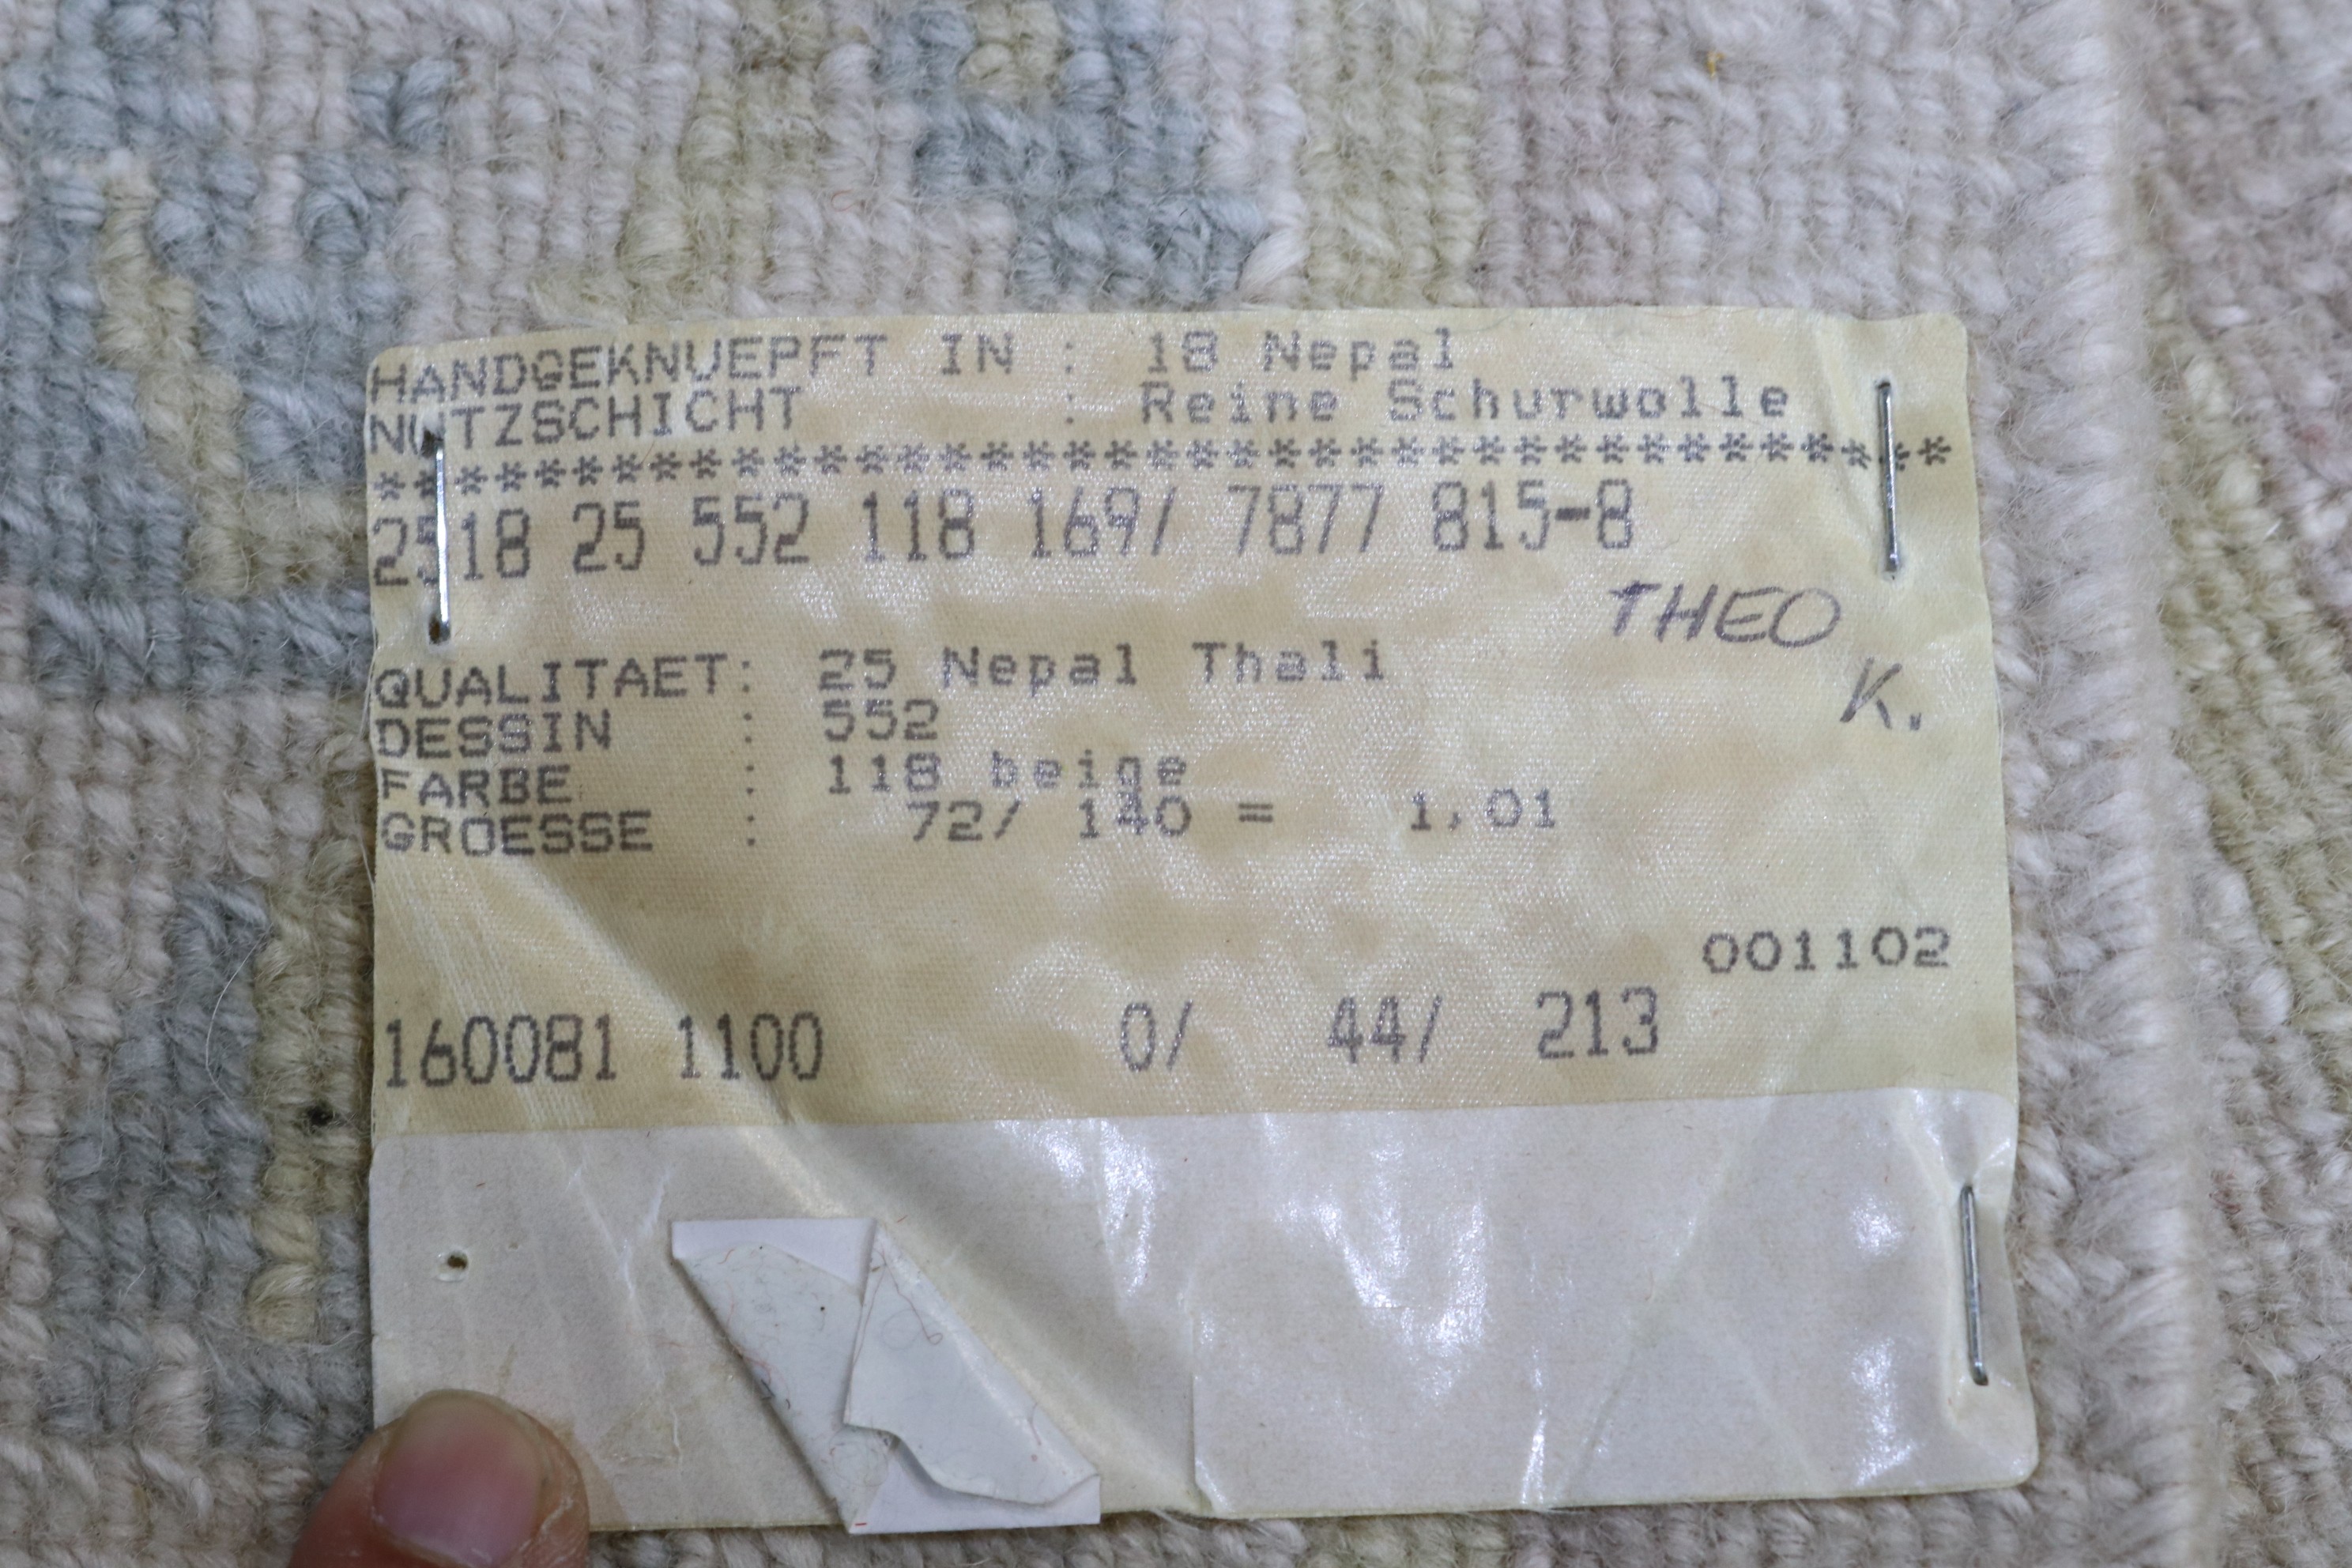 HANDGEKNUEPFT IN : 18 Nepal
NUTZSCHICHT : Reine Schurwolle
***************************************
2518 25 552 118 169/ 7877 815-8
THEO
K.
QUALITAET: 25 Nepal Thali
DESSIN : 552
FARBE : 118 beige
GROESSE : 72/ 140 = 1,01
001102
160081 1100 0/ 44/ 213